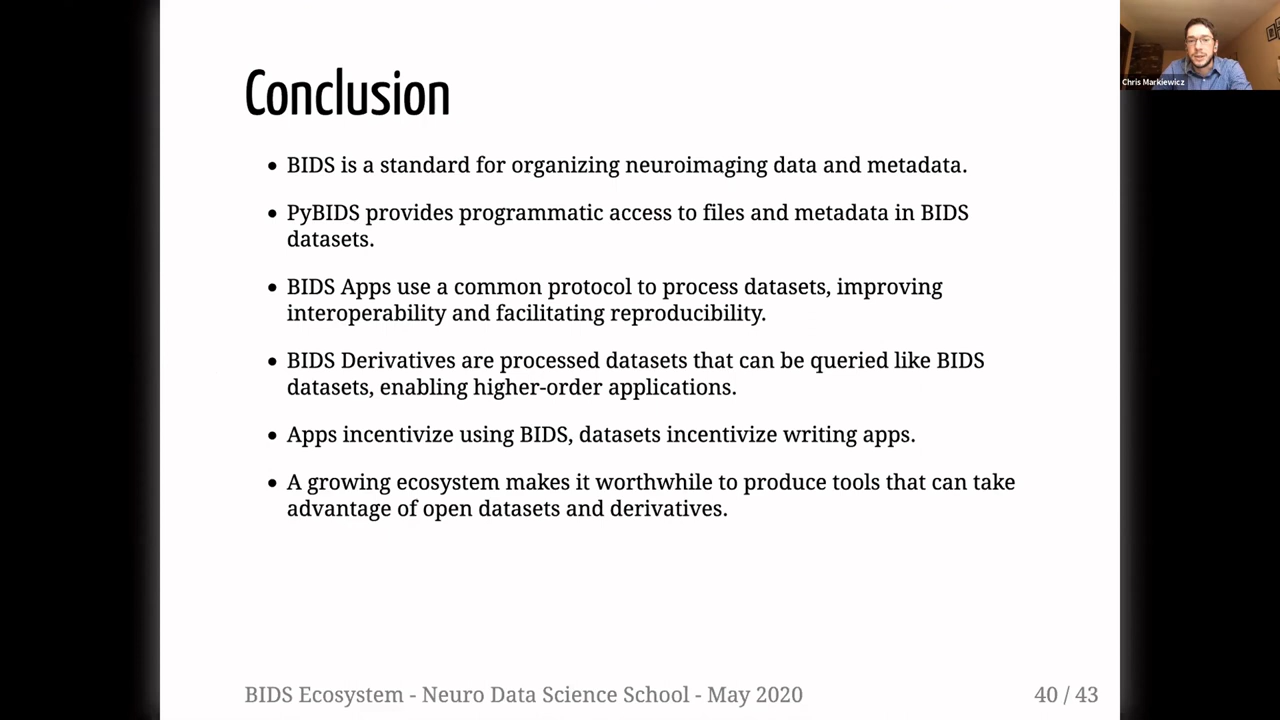 Conclusion
Chris Markiewicz
• BIDS is a standard for organizing neuroimaging data and metadata.
• PyBIDS provides programmatic access to files and metadata in BIDS
datasets.
• BIDS Apps use a common protocol to process datasets, improving
interoperability and facilitating reproducibility.
• BIDS Derivatives are processed datasets that can be queried like BIDS
datasets, enabling higher-order applications.
• Apps incentivize using BIDS, datasets incentivize writing apps.
• A growing ecosystem makes it worthwhile to produce tools that can take
advantage of open datasets and derivatives.
BIDS Ecosystem - Neuro Data Science School - May 2020
40 / 43